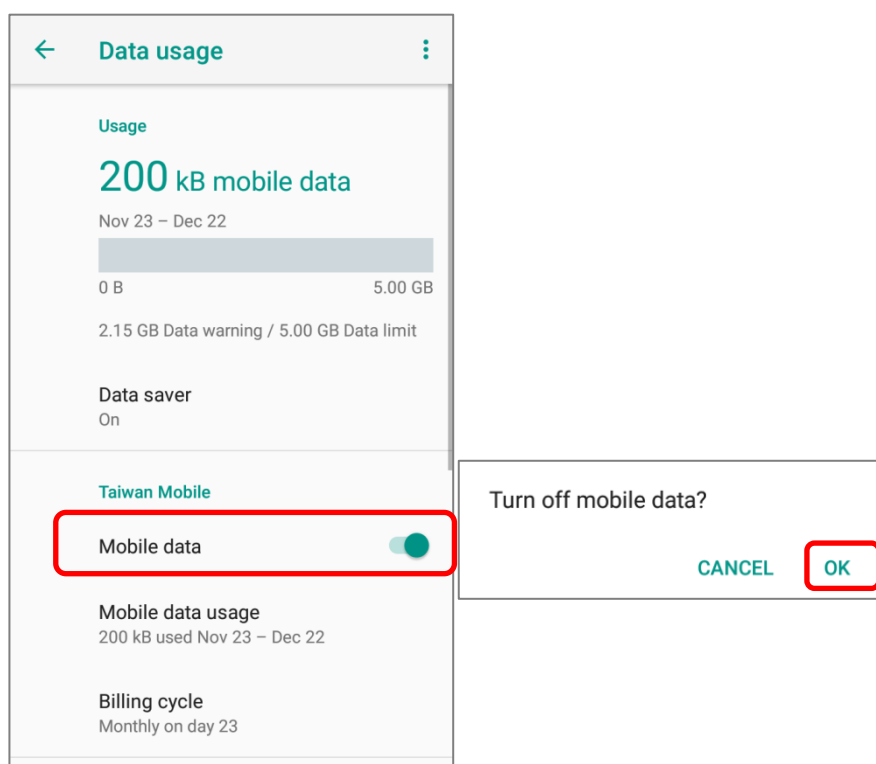 Data usage
Usage
200 kB mobile data
Nov 23 – Dec 22
0 B 5.00 GB
2.15 GB Data warning / 5.00 GB Data limit
Data saver
On
Taiwan Mobile
Mobile data
Mobile data usage
200 kB used Nov 23 – Dec 22
Billing cycle
Monthly on day 23
Turn off mobile data?
CANCEL OK